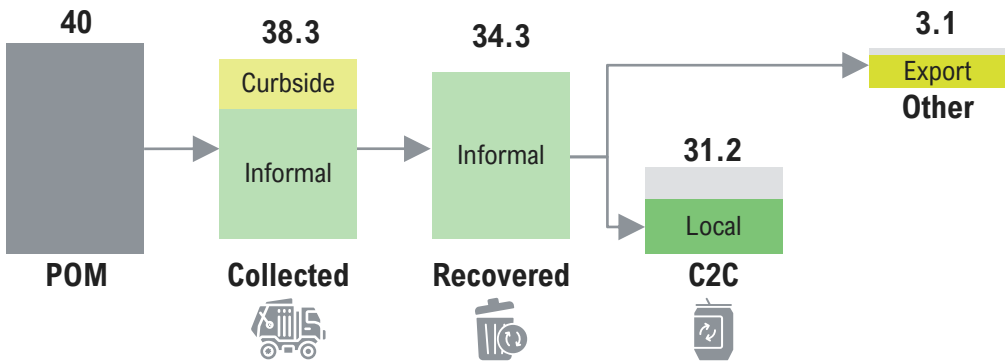 40
38.3
34.3
3.1
Curbside
Export
Other
Informal
Informal
31.2
Local
POM
Collected
Recovered
C2C